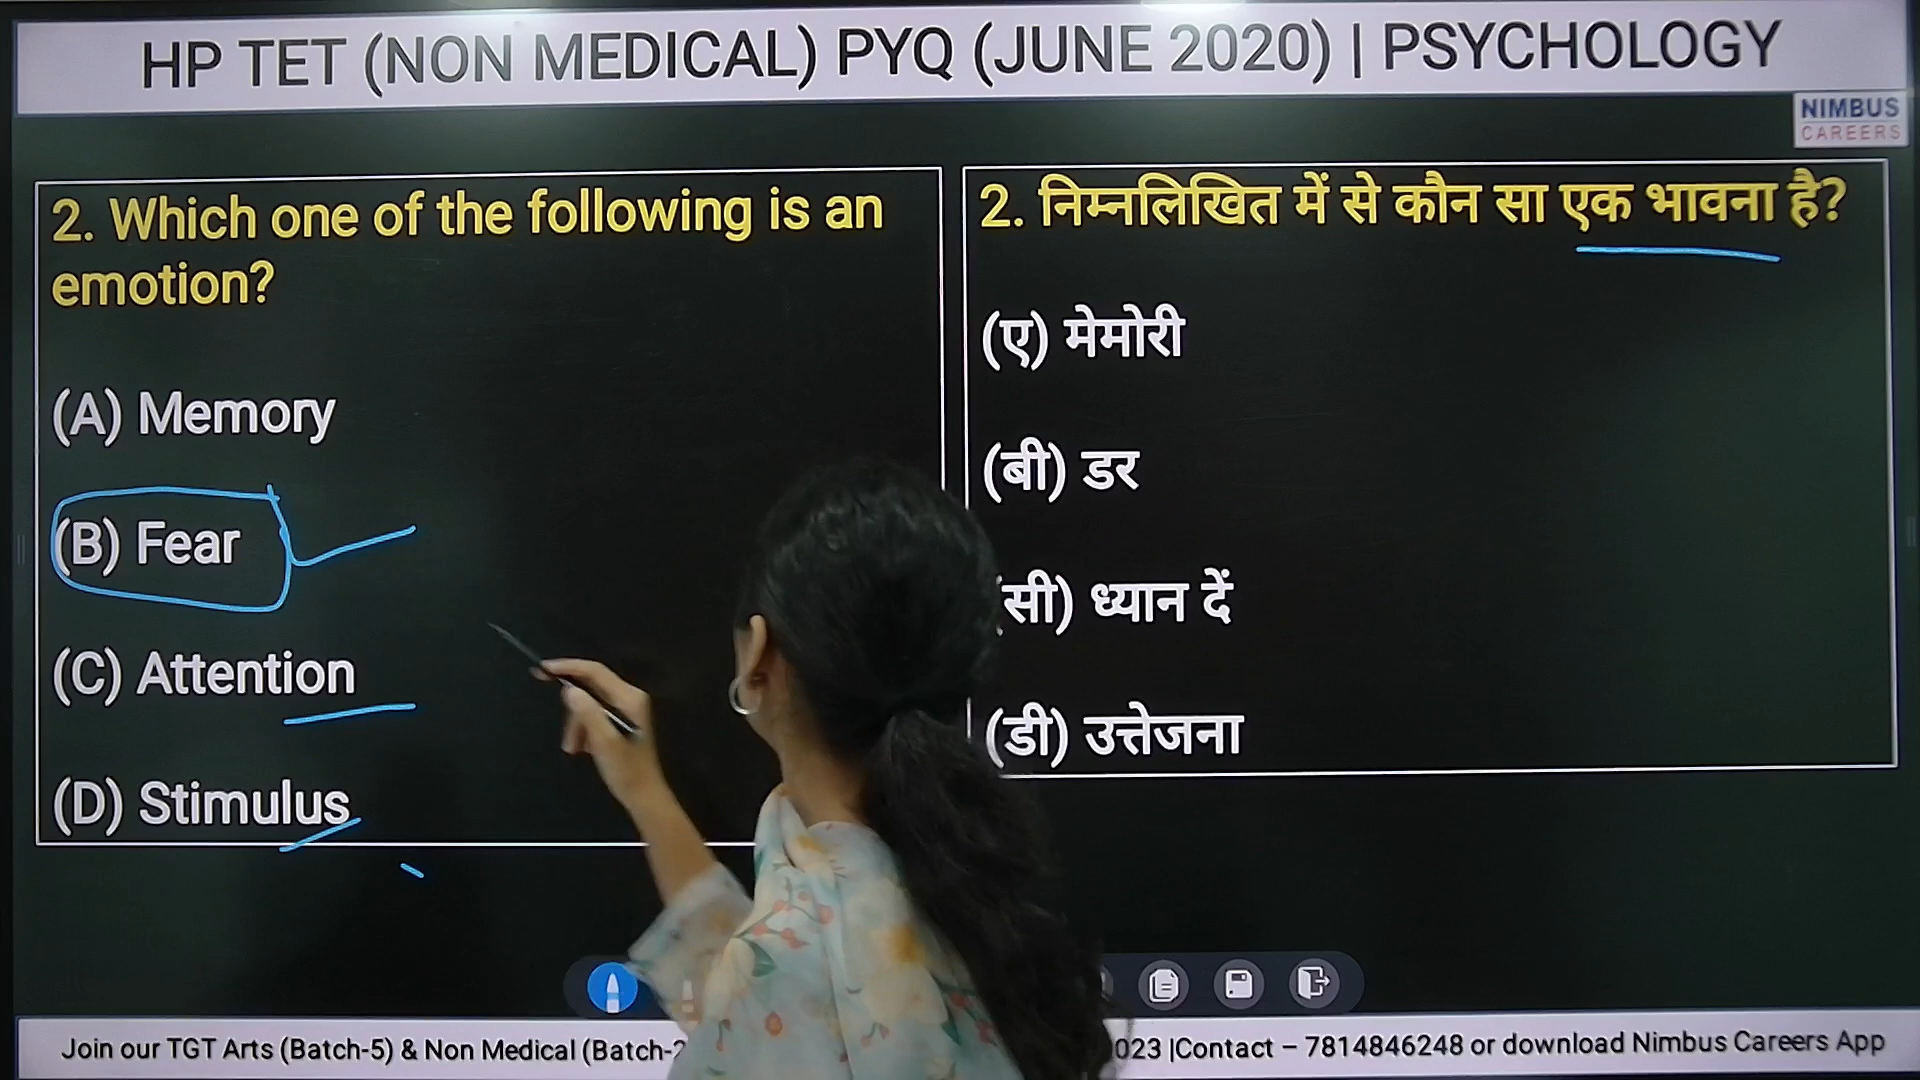 HP TET (NON MEDICAL) PYQ (JUNE 2020) | PSYCHOLOGY
NIMBUS
CAREERS
2. Which one of the following is an
emotion?
(A) Memory
(B) Fear
(C) Attention
(D) Stimulus
2. निम्नलिखित में से कौन सा एक भावना है?
(ए) मेमोरी
(बी) डर
(सी) ध्यान दें
(डी) उत्तेजना
Join our TGT Arts (Batch-5) & Non Medical (Batch-2 023 |Contact – 7814846248 or download Nimbus Careers App